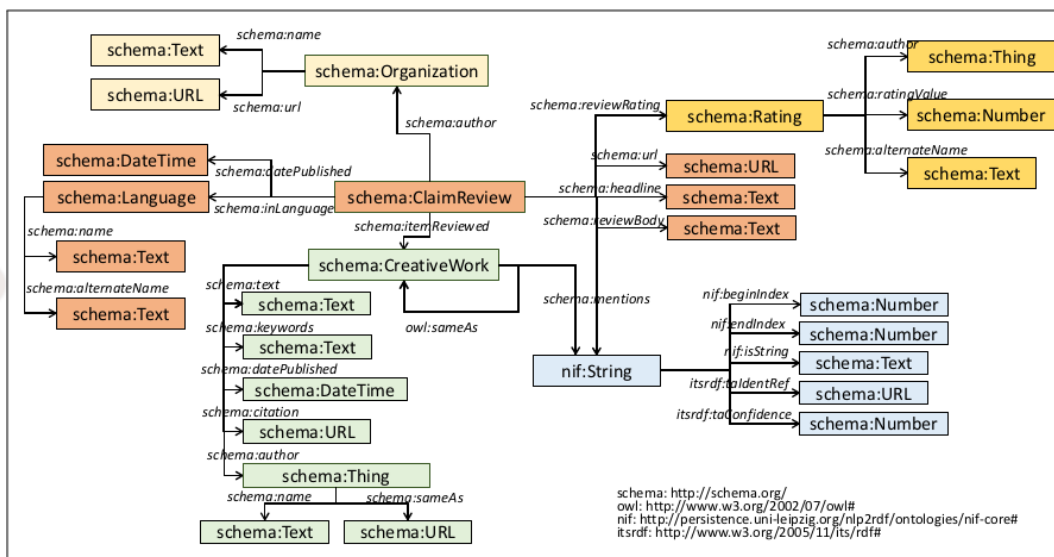 schema:name
schema:author
schema:Text
schema:Organization
schema:Thing
schema:reviewRating
schema:ratingValue
schema:URL
schema:Rating
schema:Number
schema:url
schema:author
schema:alternateName
schema:DateTime
schema:url
schema:URL
schema:Text
schema:datePublished
schema:Language
schema:ClaimReview
schema:headline
schema:Text
schema:inLanguage
schema:itemReviewed
schema:reviewBody
schema:Text
schema:name
schema:Text
schema:CreativeWork
schema:alternateName
schema:text
schema:mentions
nif:beginIndex
schema:Text
schema:Text
schema:Number
owl:sameAs
schema:keywords
nif:endIndex
schema:Text
schema:Number
nif:isString
schema:datePublished
nif:String
schema:Text
schema:DateTime
itsrdf:taIdentRef
schema:URL
schema:citation
itsrdf:taConfidence
schema:URL
schema:Number
schema:author
schema:Thing
schema:name
schema:sameAs
schema:Text
schema:URL
schema: http://schema.org/
owl: http://www.w3.org/2002/07/owl#
nif: http://persistence.uni-leipzig.org/nlp2rdf/ontologies/nif-core#
itsrdf: http://www.w3.org/2005/11/its/rdf#